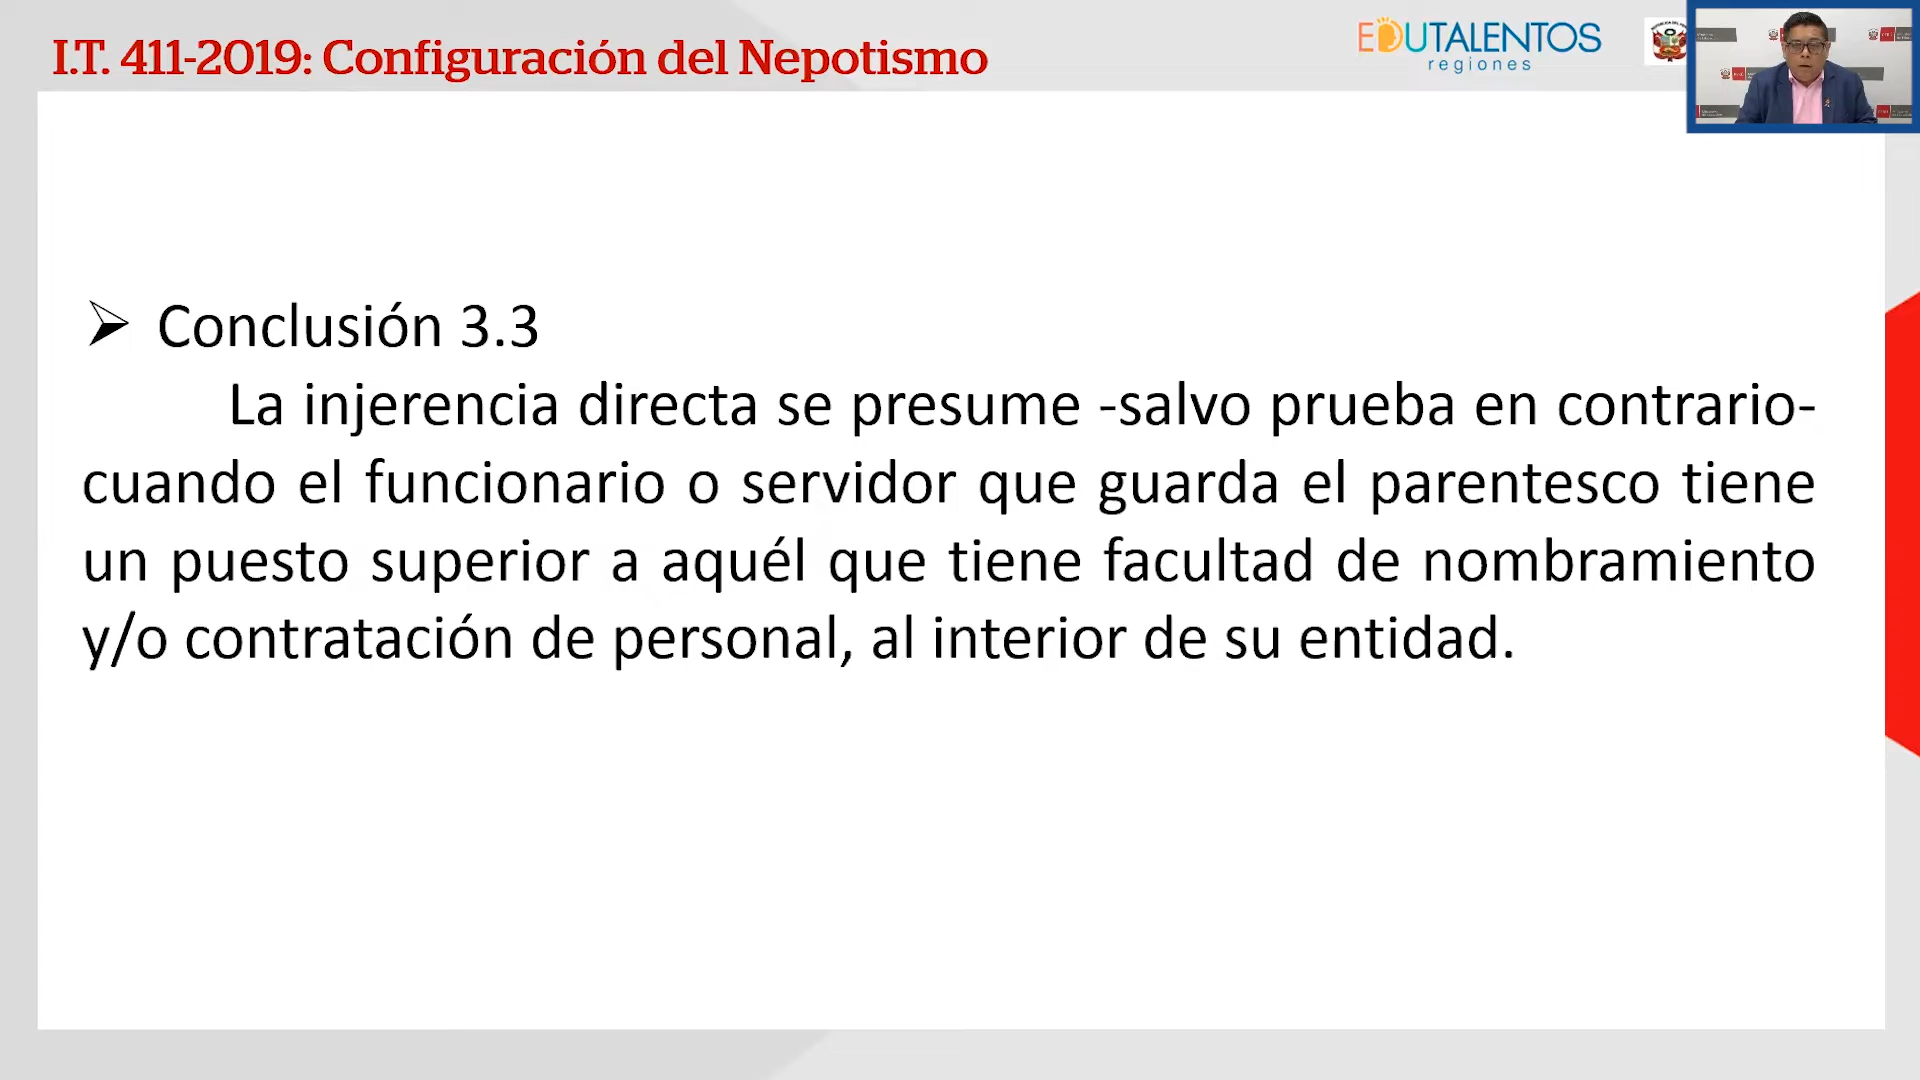 I.T. 411-2019: Configuración del Nepotismo
EDUTALENTOS
regiones
➢ Conclusión 3.3
La injerencia directa se presume -salvo prueba en contrario-
cuando el funcionario o servidor que guarda el parentesco tiene
un puesto superior a aquél que tiene facultad de nombramiento
y/o contratación de personal, al interior de su entidad.